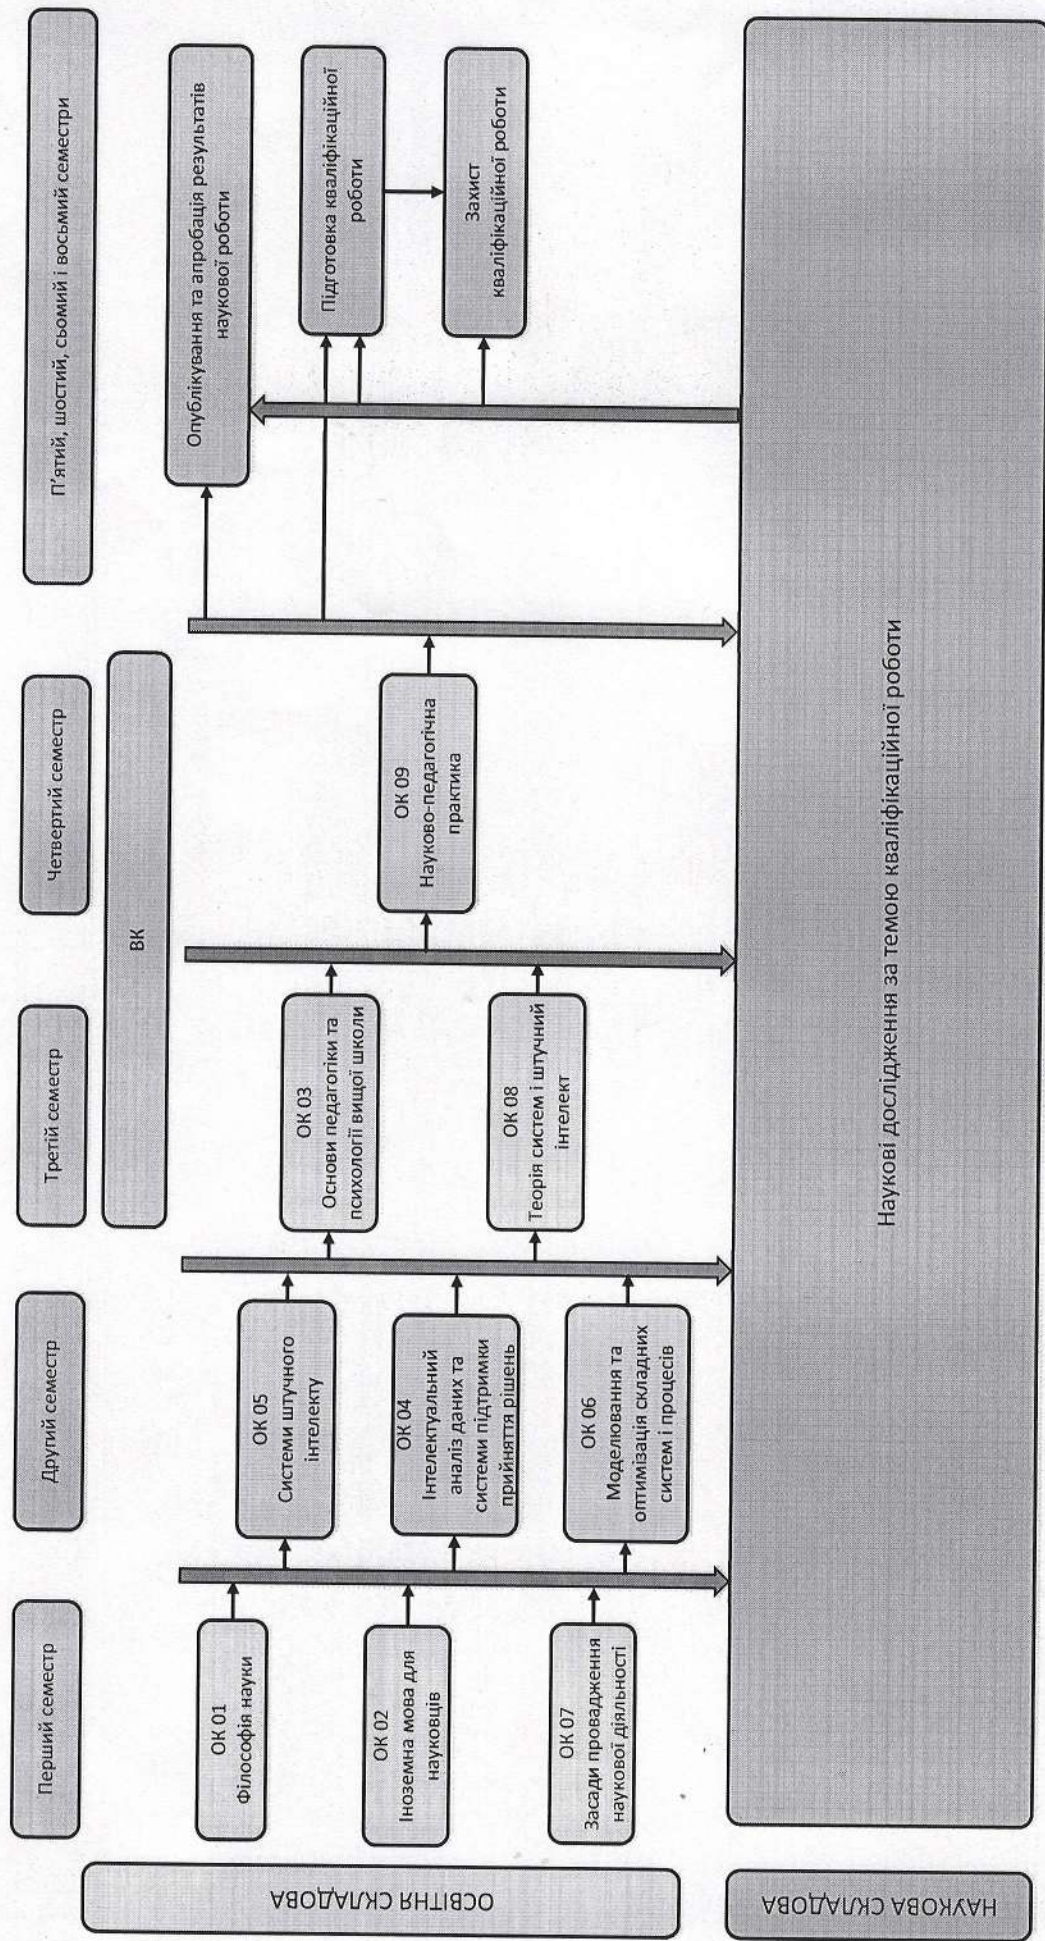 Перший семестр
Другий семестр
Третій семестр
Четвертий семестр
П'ятий, шостий, сьомий і восьмий семестри
ВК
ОСВІТНЯ СКЛАДОВА
ОК 01
Філософія науки
ОК 02
Іноземна мова для
науковців
ОК 07
Засади провадження
наукової діяльності
ОК 05
Системи штучного
інтелекту
ОК 04
Інтелектуальний
аналіз даних та
системи підтримки
прийняття рішень
ОК 06
Моделювання та
оптимізація складних
систем і процесів
ОК 03
Основи педагогіки та
психології вищої школи
ОК 08
Теорія систем і штучний
інтелект
ОК 09
Науково-педагогічна
практика
Опублікування та апробація результатів
наукової роботи
Підготовка кваліфікаційної
роботи
Захист
кваліфікаційної роботи
НАУКОВА СКЛАДОВА
Наукові дослідження за темою кваліфікаційної роботи